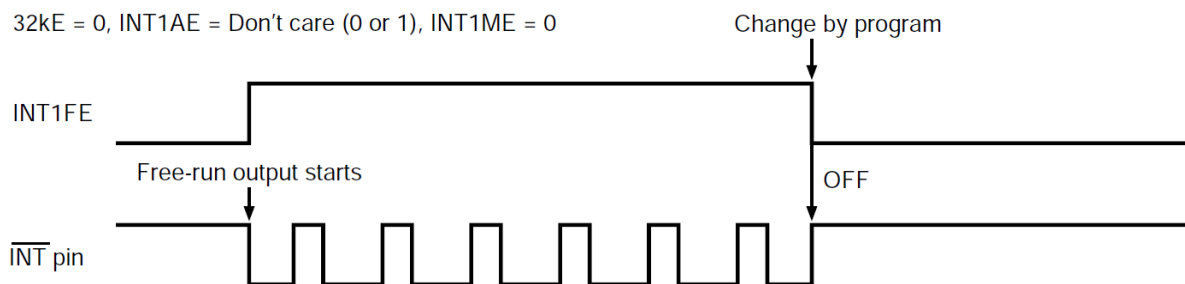 32kE = 0, INT1AE = Don't care (0 or 1), INT1ME = 0
Change by program
INT1FE
Free-run output starts
OFF
INT pin